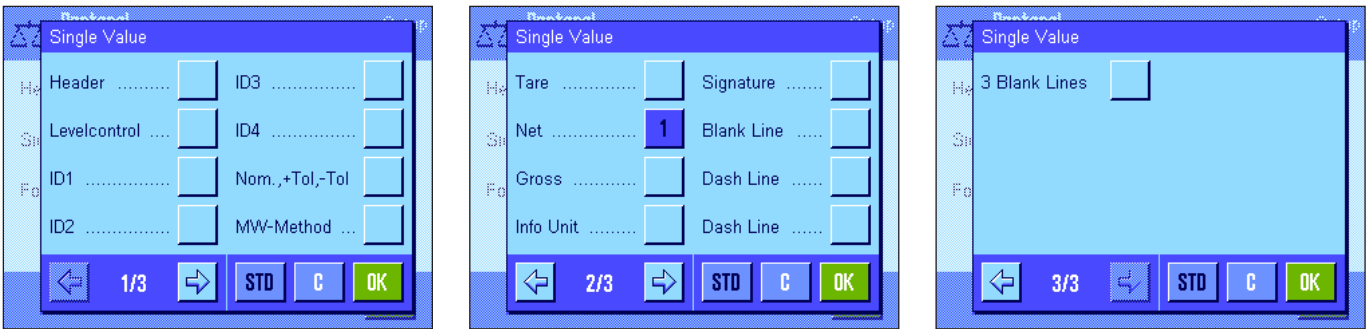 Single Value
Header .......... ID3 ...............
Levelcontrol .... ID4 ...............
ID1 ............... Nom.,+Tol,-Tol
ID2 ............... MW-Method ...
1/3 STD C OK
Single Value
Tare ............. Signature .......
Net ............... 1 Blank Line .....
Gross ........... Dash Line ......
Info Unit ......... Dash Line ......
2/3 STD C OK
Single Value
3 Blank Lines
3/3 STD C OK